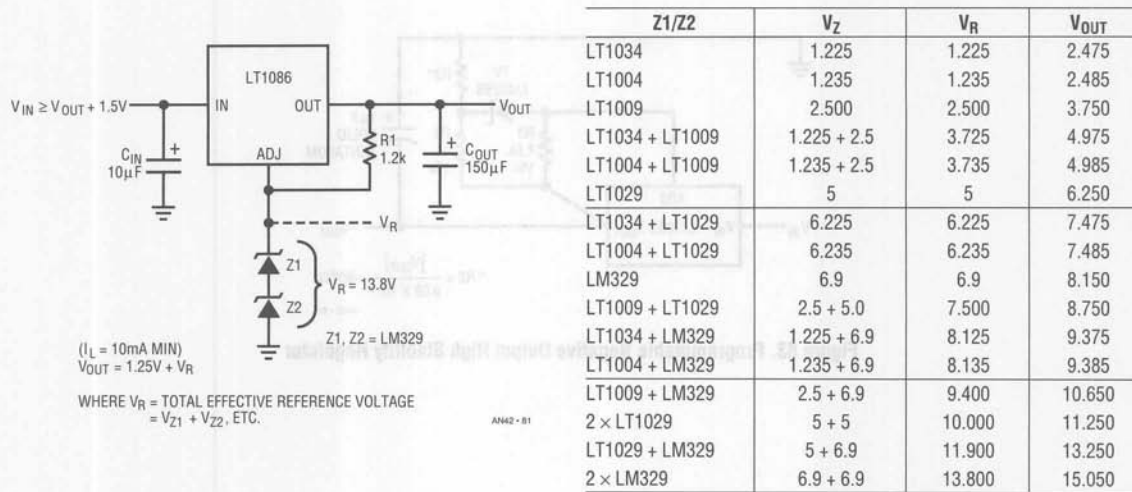 LT1086
V_IN ≥ V_OUT + 1.5V
IN
OUT
ADJ
V_OUT
C_IN
10µF
+
R1
1.2k
+
C_OUT
150µF
V_R
Z1
Z2
V_R = 13.8V
Z1, Z2 = LM329
(I_L = 10mA MIN)
V_OUT = 1.25V + V_R
WHERE V_R = TOTAL EFFECTIVE REFERENCE VOLTAGE
= V_Z1 + V_Z2, ETC.
AN42 • 81
Z1/Z2 V_Z V_R V_OUT
LT1034 1.225 1.225 2.475
LT1004 1.235 1.235 2.485
LT1009 2.500 2.500 3.750
LT1034 + LT1009 1.225 + 2.5 3.725 4.975
LT1004 + LT1009 1.235 + 2.5 3.735 4.985
LT1029 5 5 6.250
LT1034 + LT1029 6.225 6.225 7.475
LT1004 + LT1029 6.235 6.235 7.485
LM329 6.9 6.9 8.150
LT1009 + LT1029 2.5 + 5.0 7.500 8.750
LT1034 + LM329 1.225 + 6.9 8.125 9.375
LT1004 + LM329 1.235 + 6.9 8.135 9.385
LT1009 + LM329 2.5 + 6.9 9.400 10.650
2 × LT1029 5 + 5 10.000 11.250
LT1029 + LM329 5 + 6.9 11.900 13.250
2 × LM329 6.9 + 6.9 13.800 15.050
Figure 83. Programmable Negative Output High Stability Regulator